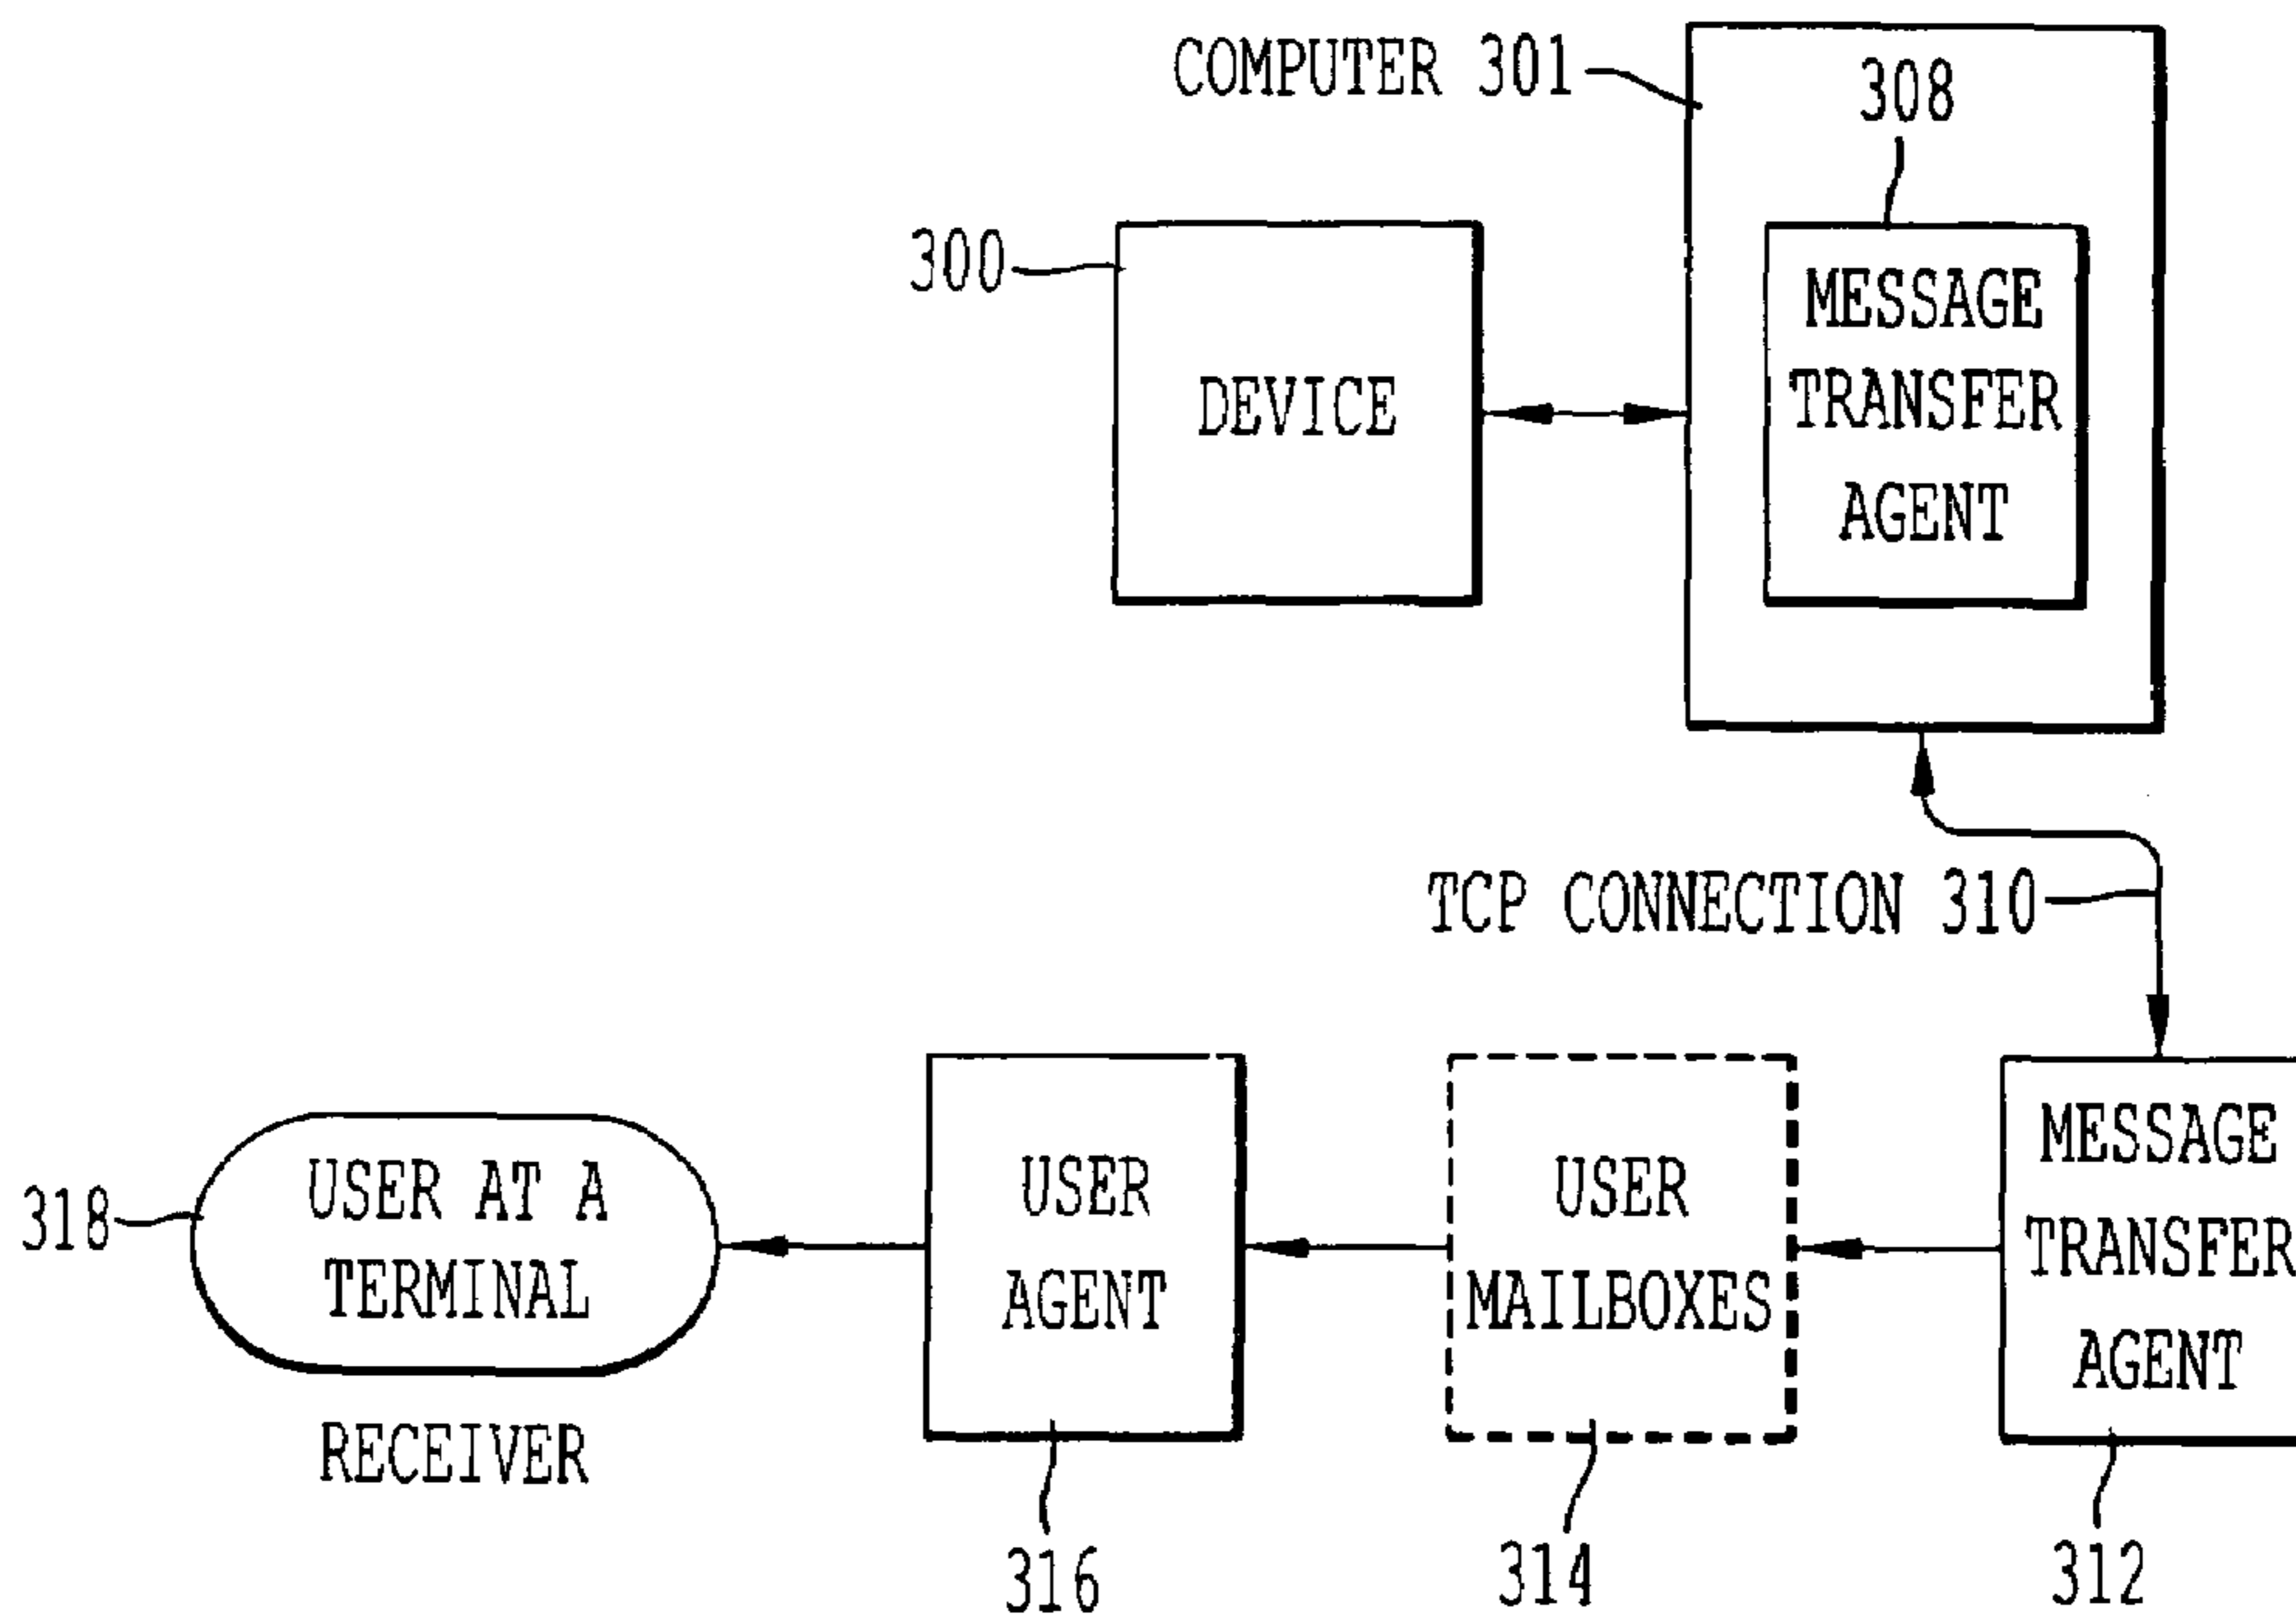 COMPUTER 301
308
300
DEVICE
MESSAGE
TRANSFER
AGENT
TCP CONNECTION 310
318
USER AT A
TERMINAL
RECEIVER
USER
AGENT
316
USER
MAILBOXES
314
MESSAGE
TRANSFER
AGENT
312